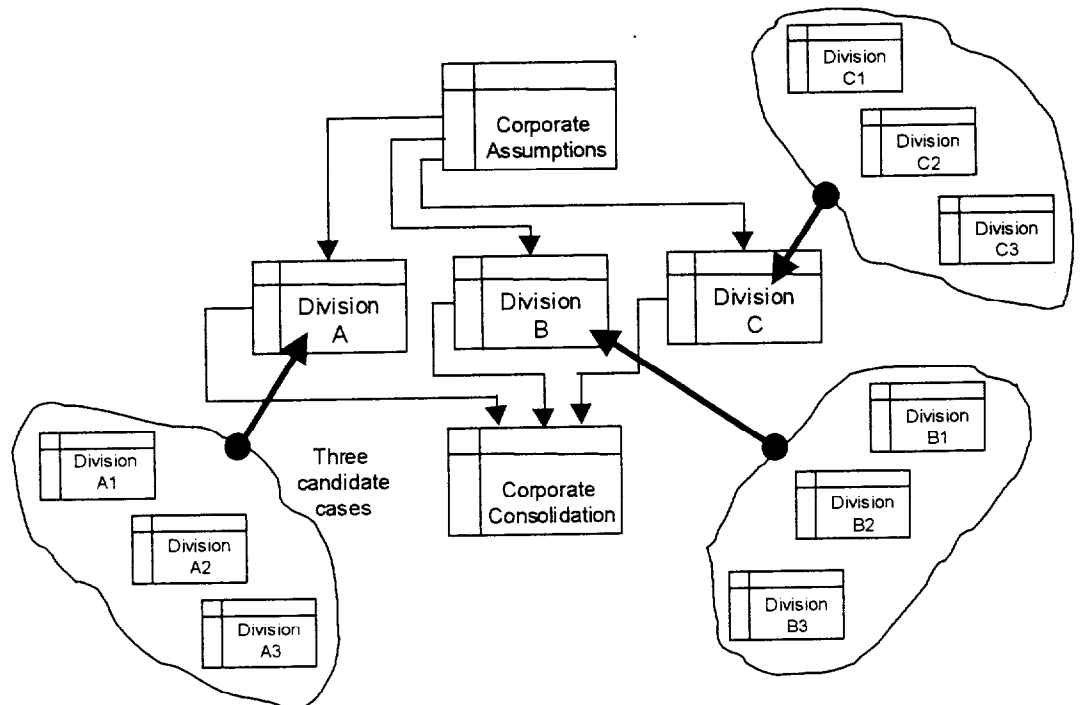 Division
C1
Corporate
Assumptions
Division
C2
Division
C3
Division
A
Division
B
Division
C
Division
A1
Three
candidate
cases
Division
B1
Corporate
Consolidation
Division
B2
Division
A2
Division
B3
Division
A3